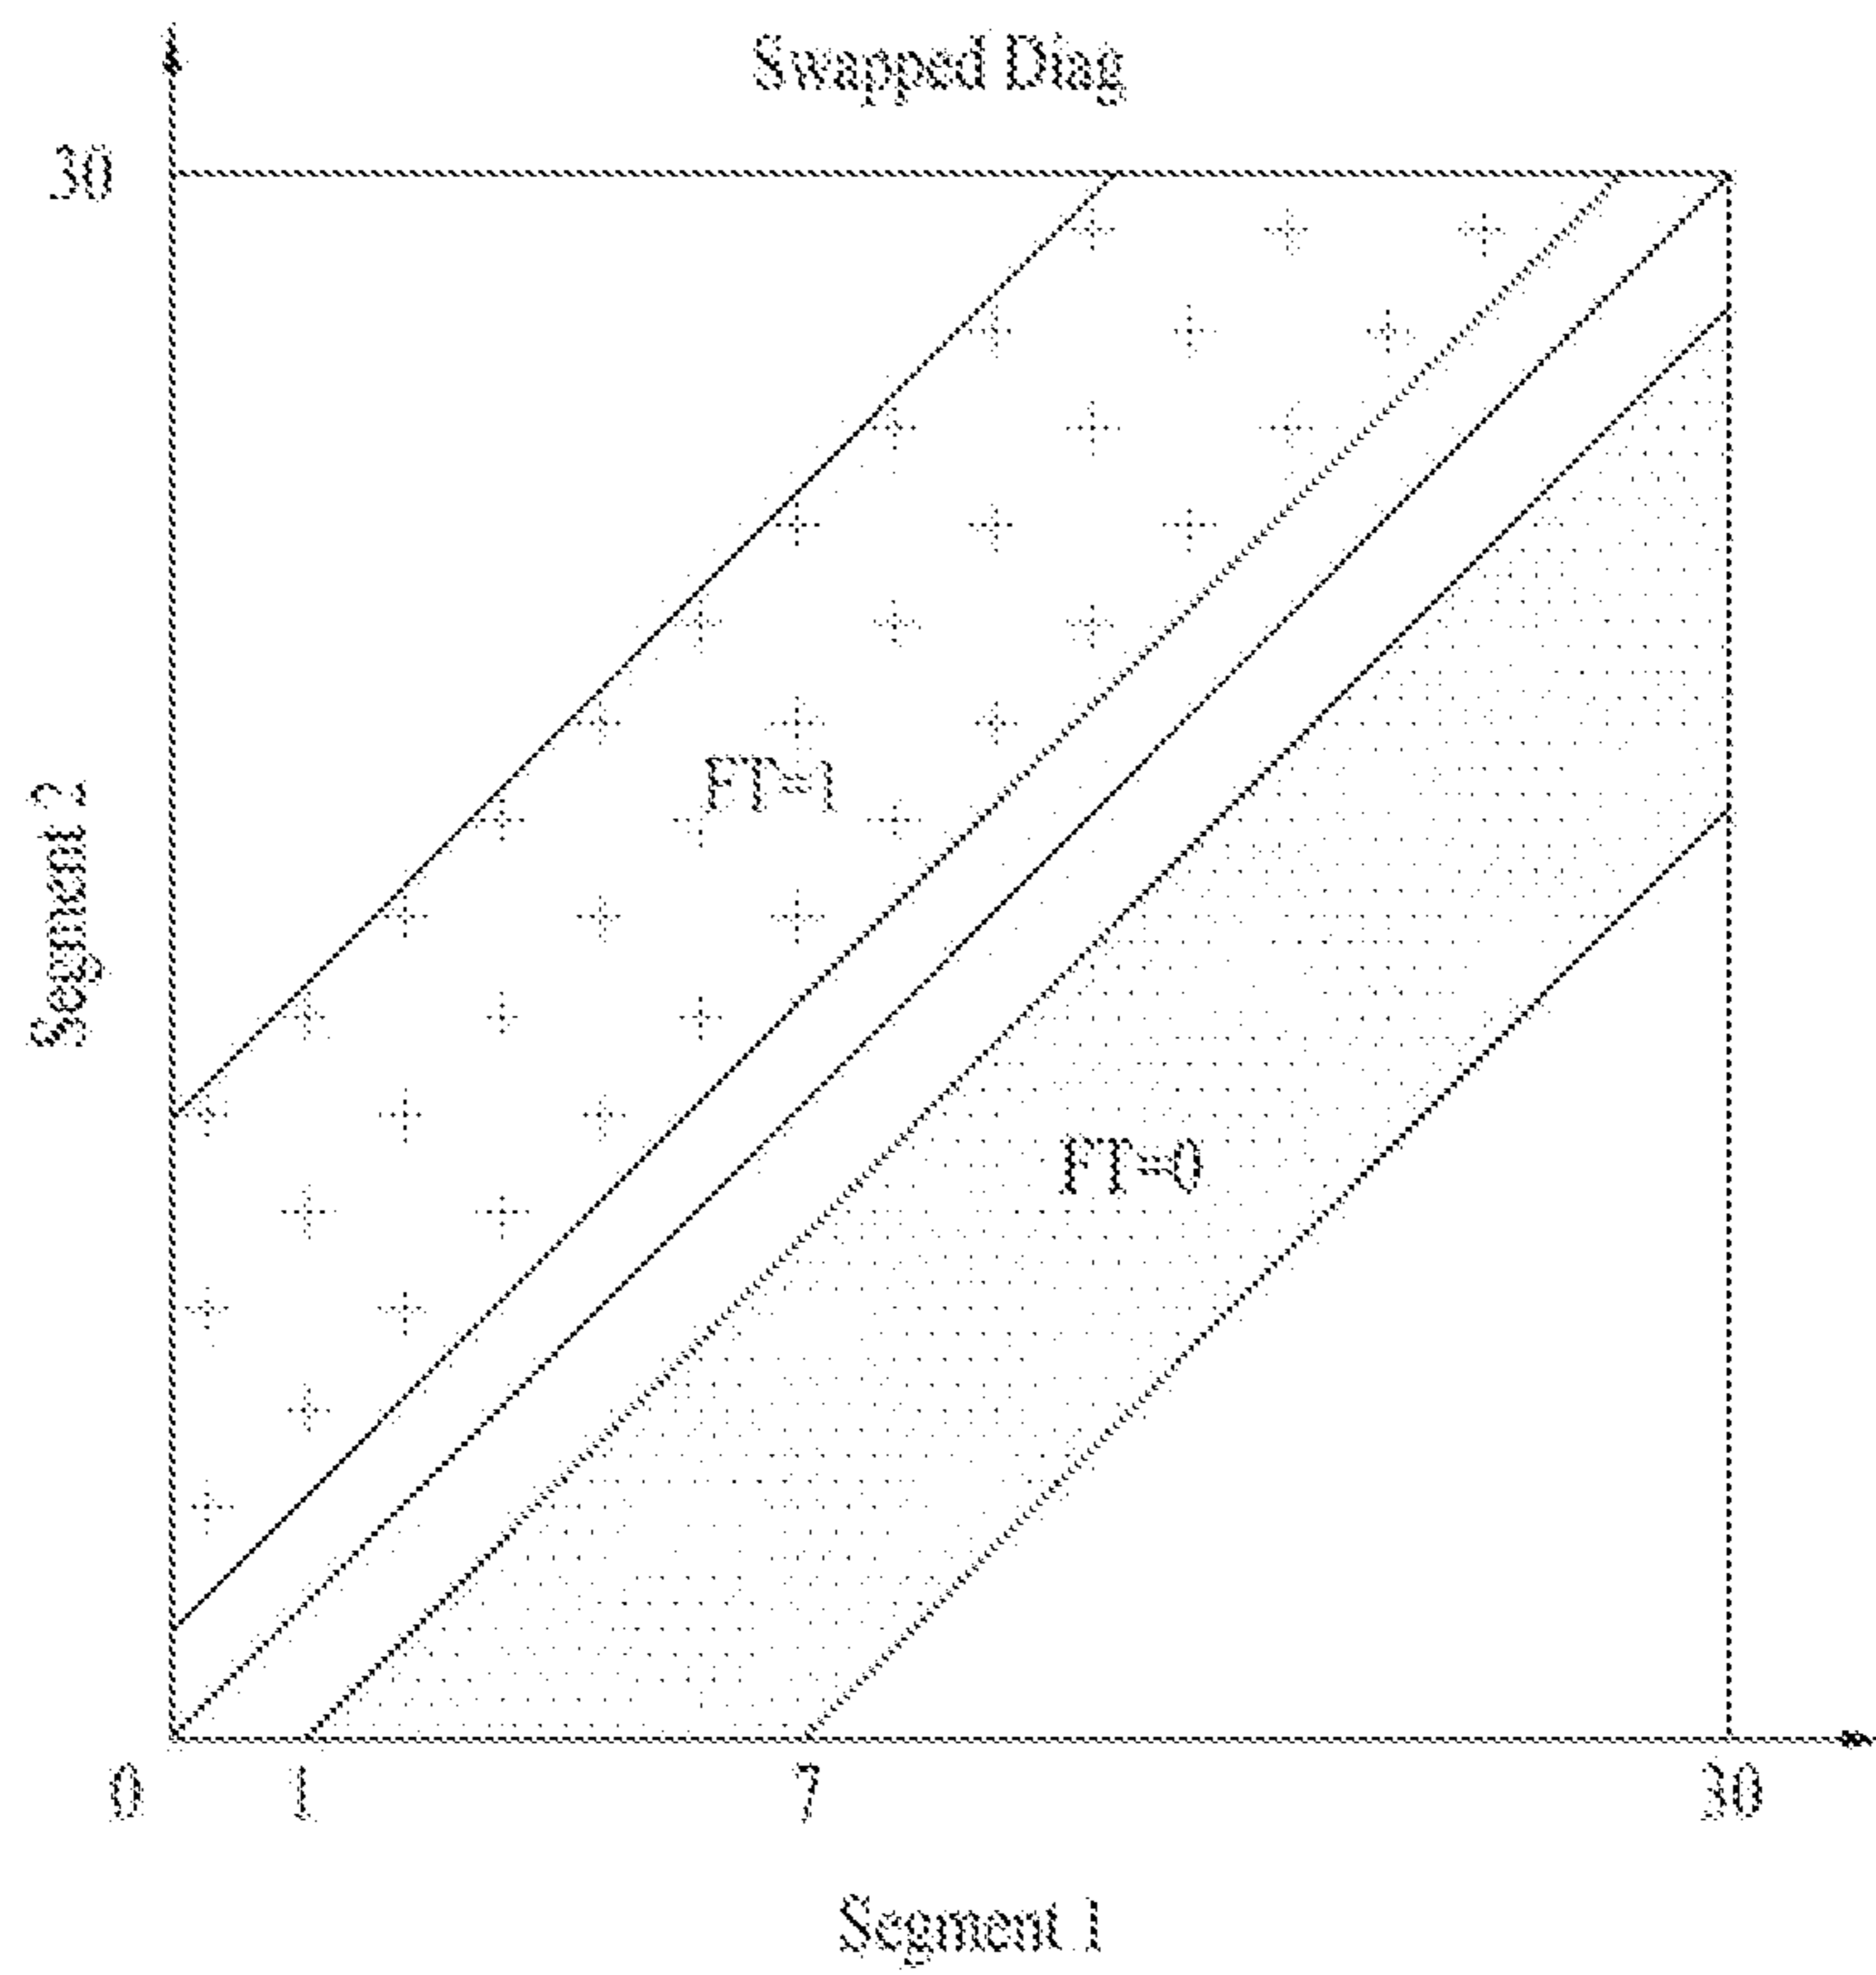 Swapped Diag
30
Segment 2
FT=1
FT=0
0 1 7 30
Segment 1